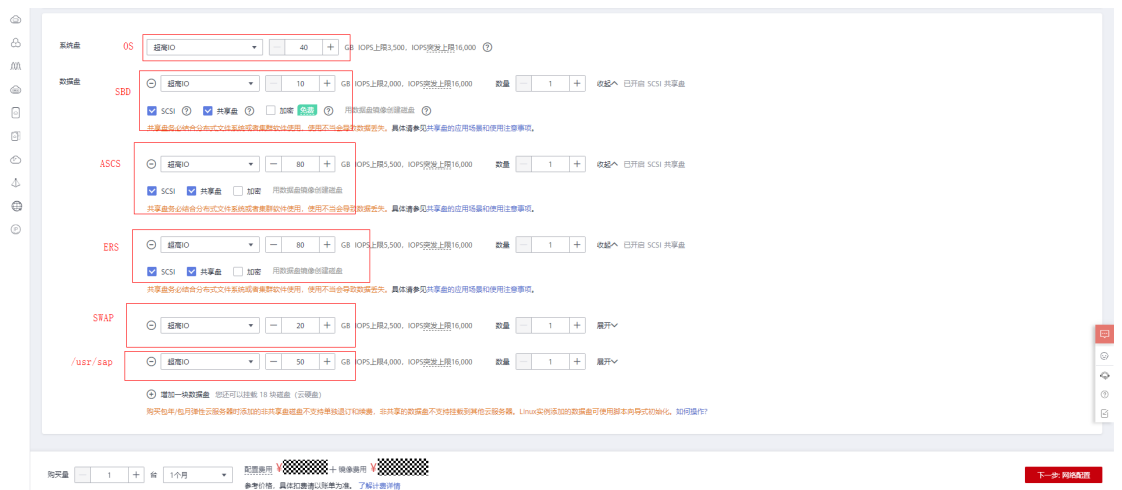 系统盘 OS 超高IO 40 GB IOPS上限3,500，IOPS突发上限16,000
数据盘 SBD 超高IO 10 GB IOPS上限2,000，IOPS突发上限16,000 数量 1 收起 已开启 SCSI 共享盘
SCSI 共享盘 加密 免费 用数据盘镜像创建磁盘
共享盘务必结合分布式文件系统或者集群软件使用，使用不当会导致数据丢失。具体请参见共享盘的应用场景和使用注意事项。
ASCS 超高IO 80 GB IOPS上限5,500，IOPS突发上限16,000 数量 1 收起 已开启 SCSI 共享盘
SCSI 共享盘 加密 用数据盘镜像创建磁盘
共享盘务必结合分布式文件系统或者集群软件使用，使用不当会导致数据丢失。具体请参见共享盘的应用场景和使用注意事项。
ERS 超高IO 80 GB IOPS上限5,500，IOPS突发上限16,000 数量 1 收起 已开启 SCSI 共享盘
SCSI 共享盘 加密 用数据盘镜像创建磁盘
共享盘务必结合分布式文件系统或者集群软件使用，使用不当会导致数据丢失。具体请参见共享盘的应用场景和使用注意事项。
SWAP 超高IO 20 GB IOPS上限2,500，IOPS突发上限16,000 数量 1 展开
/usr/sap 超高IO 50 GB IOPS上限4,000，IOPS突发上限16,000 数量 1 展开
增加一块数据盘 您还可以挂载 18 块磁盘（云硬盘）
购买包年/包月弹性云服务器时添加的非共享盘磁盘不支持单独退订和续费，非共享的数据盘不支持挂载到其他云服务器。Linux实例添加的数据盘可使用脚本向导式初始化。如何操作?
购买量 1 台 1个月 配置费用 ¥ + 镜像费用 ¥ 下一步: 网络配置
参考价格，具体扣费请以账单为准。 了解计费详情